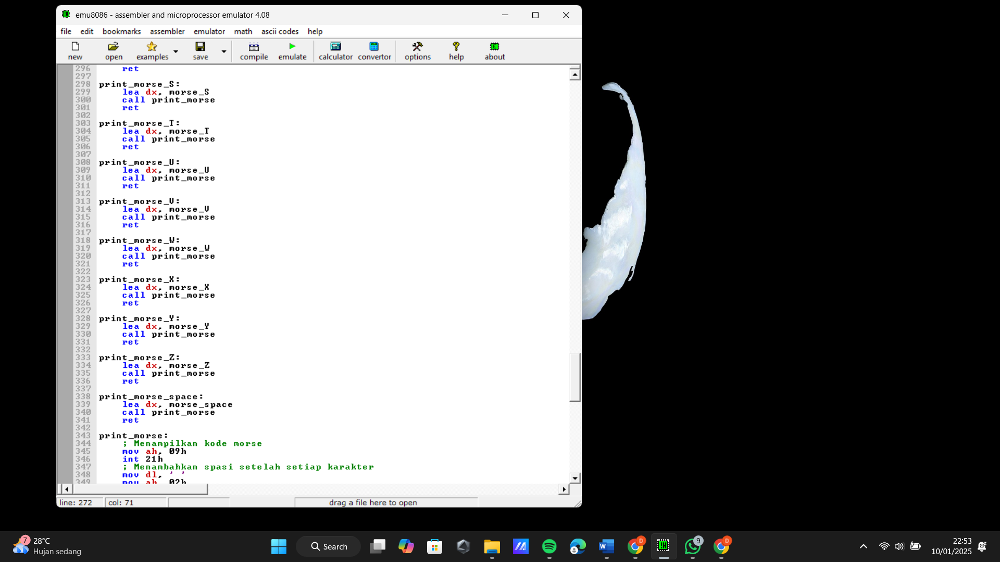 emu8086 - assembler and microprocessor emulator 4.08
file edit bookmarks assembler emulator math ascii codes help
new open examples save compile emulate calculator convertor options help about
296 ret
297
298 print_morse_S:
299 lea dx, morse_S
300 call print_morse
301 ret
302
303 print_morse_T:
304 lea dx, morse_T
305 call print_morse
306 ret
307
308 print_morse_U:
309 lea dx, morse_U
310 call print_morse
311 ret
312
313 print_morse_V:
314 lea dx, morse_V
315 call print_morse
316 ret
317
318 print_morse_W:
319 lea dx, morse_W
320 call print_morse
321 ret
322
323 print_morse_X:
324 lea dx, morse_X
325 call print_morse
326 ret
327
328 print_morse_Y:
329 lea dx, morse_Y
330 call print_morse
331 ret
332
333 print_morse_Z:
334 lea dx, morse_Z
335 call print_morse
336 ret
337
338 print_morse_space:
339 lea dx, morse_space
340 call print_morse
341 ret
342
343 print_morse:
344 ; Menampilkan kode morse
345 mov ah, 09h
346 int 21h
347 ; Menambahkan spasi setelah setiap karakter
348 mov dl, ' '
349 mov ah, 02h
line: 272 col: 71 drag a file here to open
7 28°C
Hujan sedang
Search
D
9
D
22:53
10/01/2025